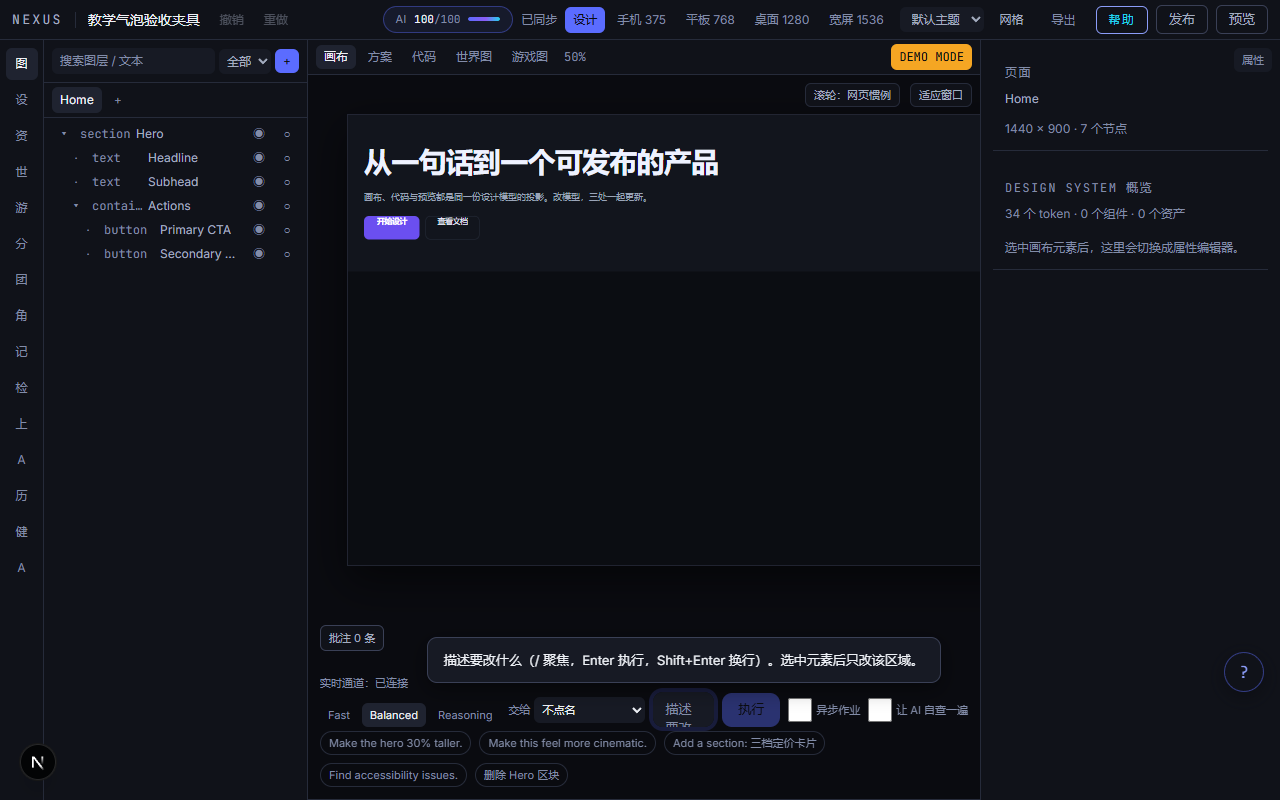 NEXUS 教学气泡验收夹具 撤销 重做 AI 100/100 已同步 设计 手机 375 平板 768 桌面 1280 宽屏 1536 默认主题 网格 导出 帮助 发布 预览
图
设
资
世
游
分
团
角
记
检
上
A
历
健
A
搜索图层 / 文本 全部 +
Home +
section Hero
text Headline
text Subhead
contai… Actions
button Primary CTA
button Secondary ...
画布 方案 代码 世界图 游戏图 50% DEMO MODE
滚轮：网页惯例 适应窗口
从一句话到一个可发布的产品
画布、代码与预览都是同一份设计模型的投影。改模型，三处一起更新。
开始设计 查看文档
批注 0 条
描述要改什么（/ 聚焦，Enter 执行，Shift+Enter 换行）。选中元素后只改该区域。
实时通道：已连接
Fast Balanced Reasoning 交给 不点名 描述要改 执行 异步作业 让 AI 自查一遍
Make the hero 30% taller. Make this feel more cinematic. Add a section: 三档定价卡片
Find accessibility issues. 删除 Hero 区块
N
属性
页面
Home
1440 × 900 · 7 个节点
DESIGN SYSTEM 概览
34 个 token · 0 个组件 · 0 个资产
选中画布元素后，这里会切换成属性编辑器。
?